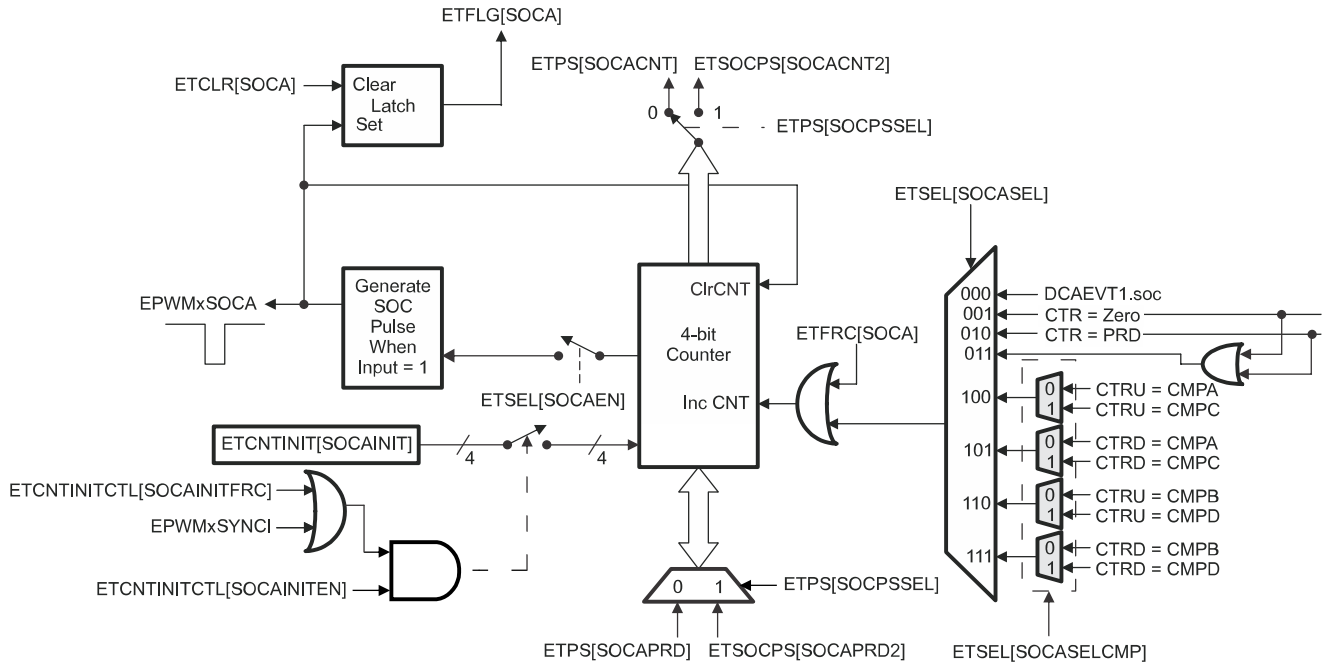 ETFLG[SOCA]
ETCLR[SOCA]
Clear
Latch
Set
ETPS[SOCACNT]
ETSOCPS[SOCACNT2]
0
1
ETPS[SOCPSSEL]
ETSEL[SOCASEL]
EPWMxSOCA
Generate
SOC
Pulse
When
Input = 1
ClrCNT
4-bit
Counter
Inc CNT
ETSEL[SOCAEN]
ETFRC[SOCA]
000
DCAEVT1.soc
001
CTR = Zero
010
CTR = PRD
011
100
0
CTRU = CMPA
1
CTRU = CMPC
101
0
CTRD = CMPA
1
CTRD = CMPC
110
0
CTRU = CMPB
1
CTRU = CMPD
111
0
CTRD = CMPB
1
CTRD = CMPD
ETSEL[SOCASELCMP]
ETCNTINIT[SOCAINIT]
4
4
ETCNTINITCTL[SOCAINITFRC]
EPWMxSYNCI
ETCNTINITCTL[SOCAINITEN]
0
1
ETPS[SOCPSSEL]
ETPS[SOCAPRD]
ETSOCPS[SOCAPRD2]